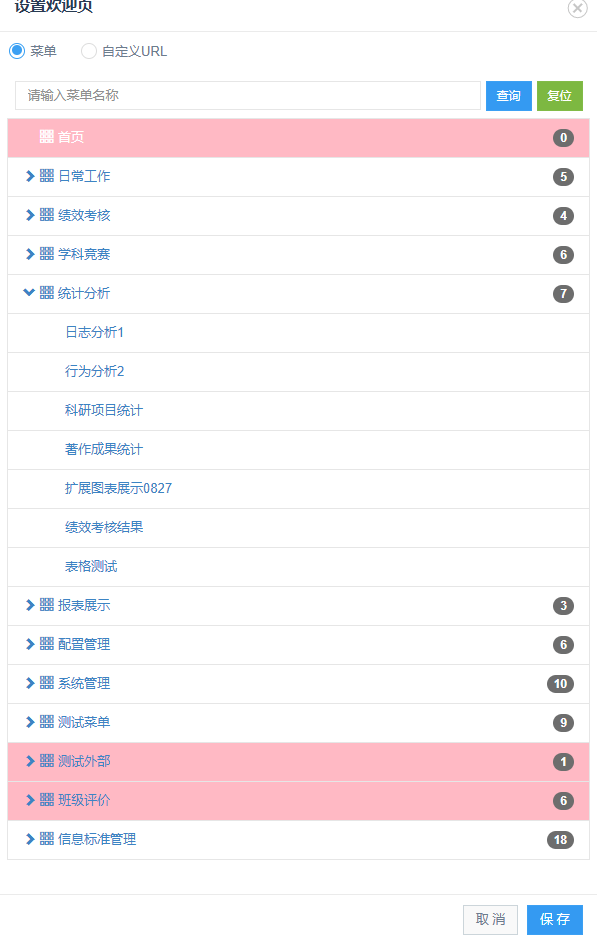 设置欢迎页
菜单 自定义URL
请输入菜单名称 查询 复位
首页 0
日常工作 5
绩效考核 4
学科竞赛 6
统计分析 7
日志分析1
行为分析2
科研项目统计
著作成果统计
扩展图表展示0827
绩效考核结果
表格测试
报表展示 3
配置管理 6
系统管理 10
测试菜单 9
测试外部 1
班级评价 6
信息标准管理 18
取消 保存